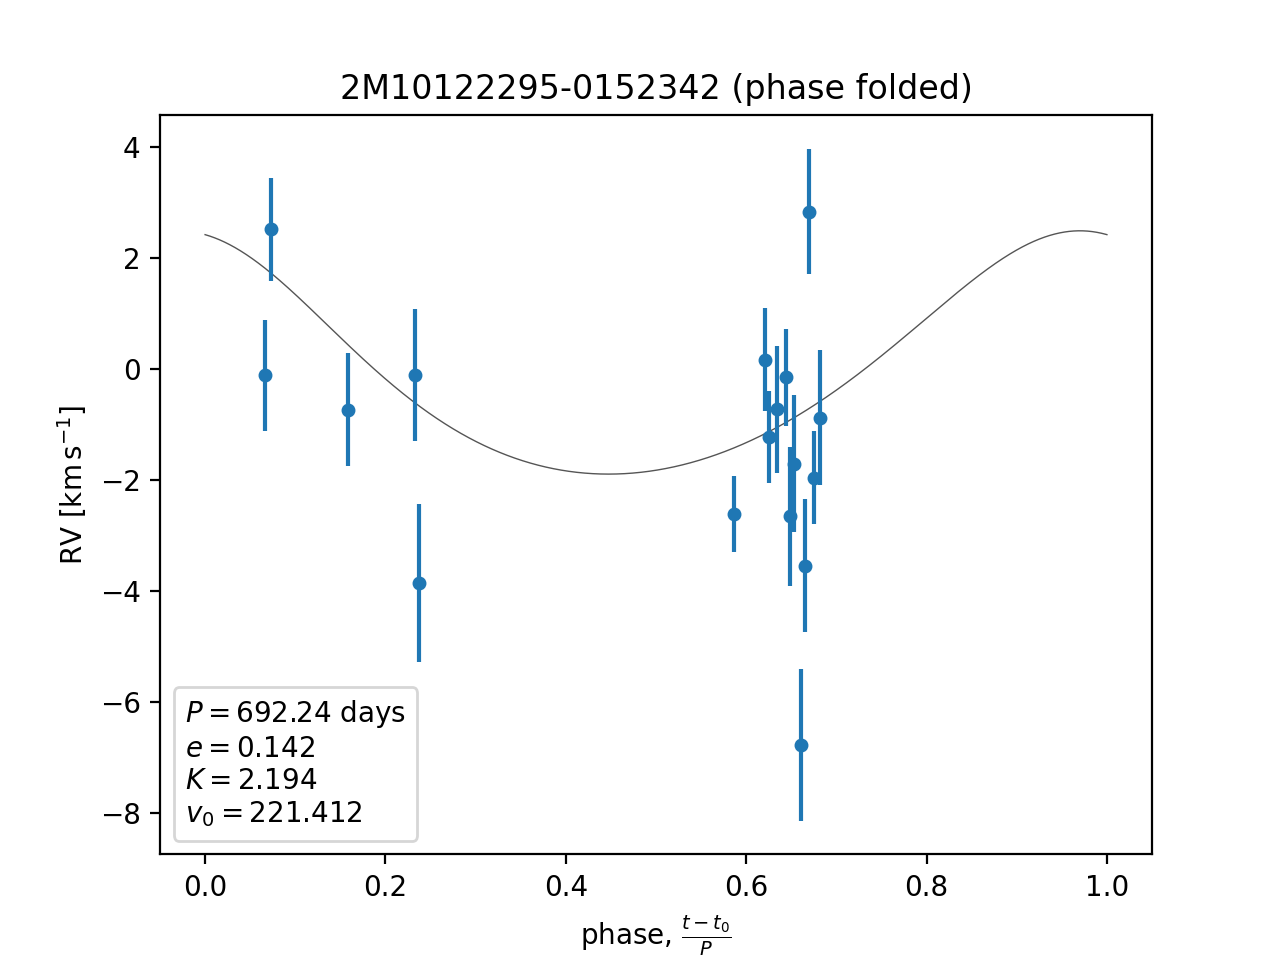 2M10122295-0152342 (phase folded)
RV [km s⁻¹]
4
2
0
−2
−4
−6
−8
P = 692.24 days
e = 0.142
K = 2.194
v₀ = 221.412
0.0 0.2 0.4 0.6 0.8 1.0
phase, (t − t₀)/P